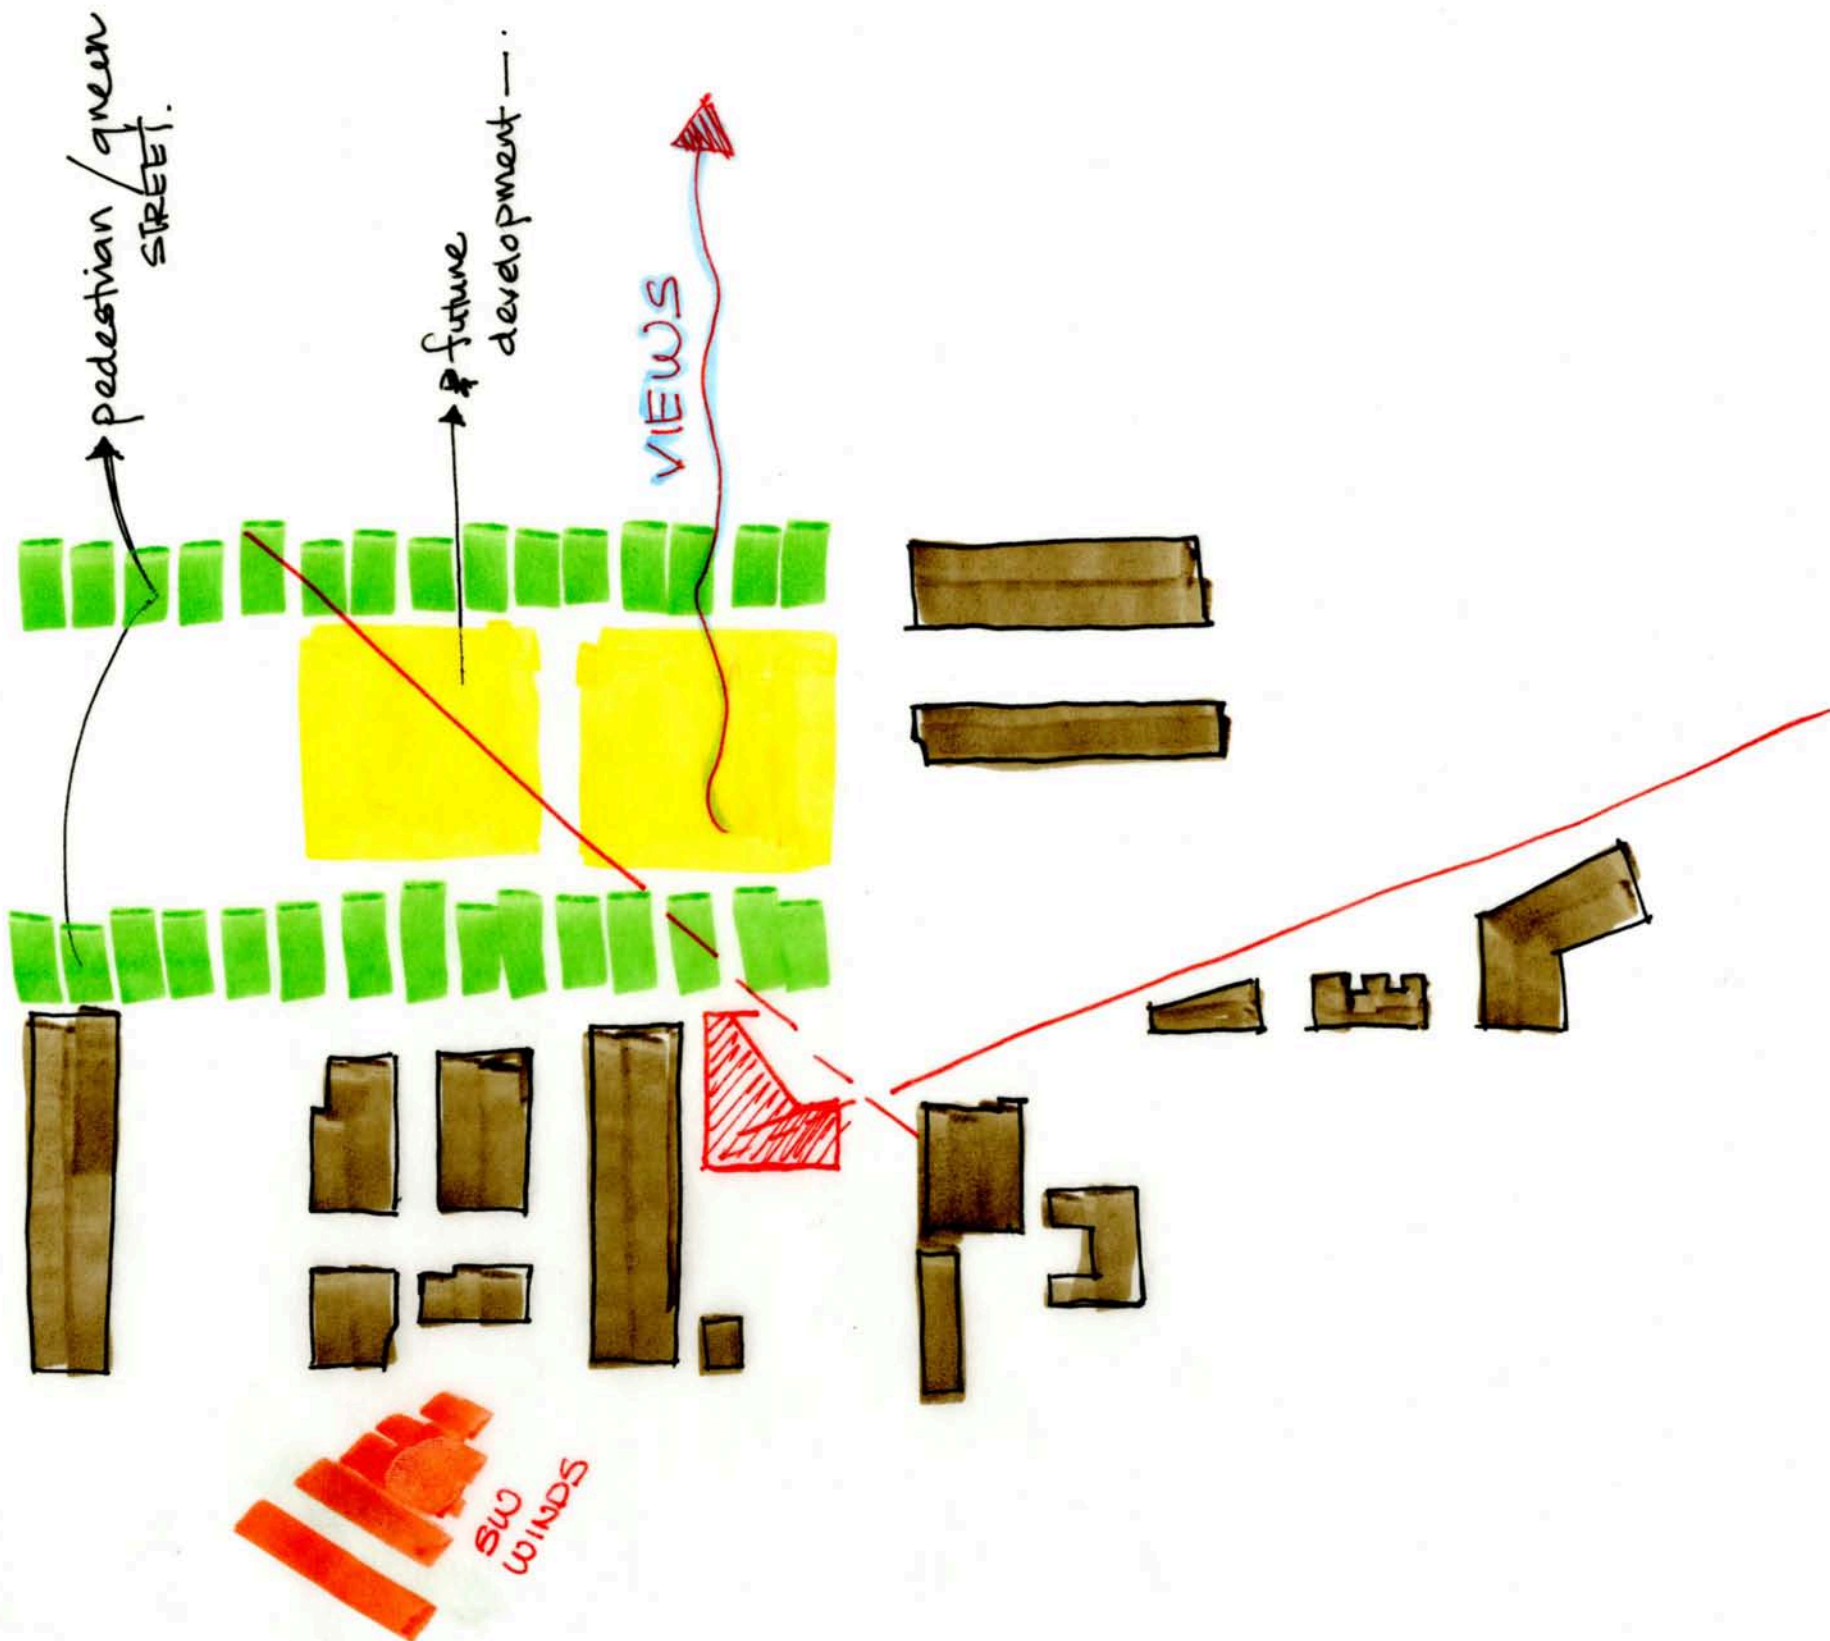 pedestrian / green
STREET.
future
development —.
VIEWS
SW
WINDS